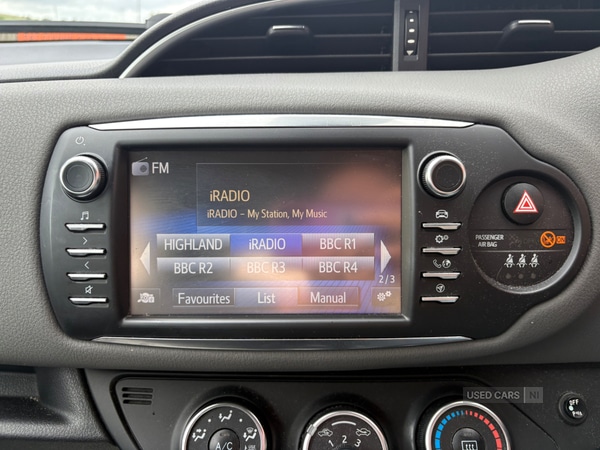 FM
iRADIO
iRADIO - My Station, My Music
HIGHLAND iRADIO BBC R1
BBC R2 BBC R3 BBC R4
2/3
Favourites List Manual
PASSENGER
AIR BAG
USED CARS NI
OFF
A/C
1 2 3